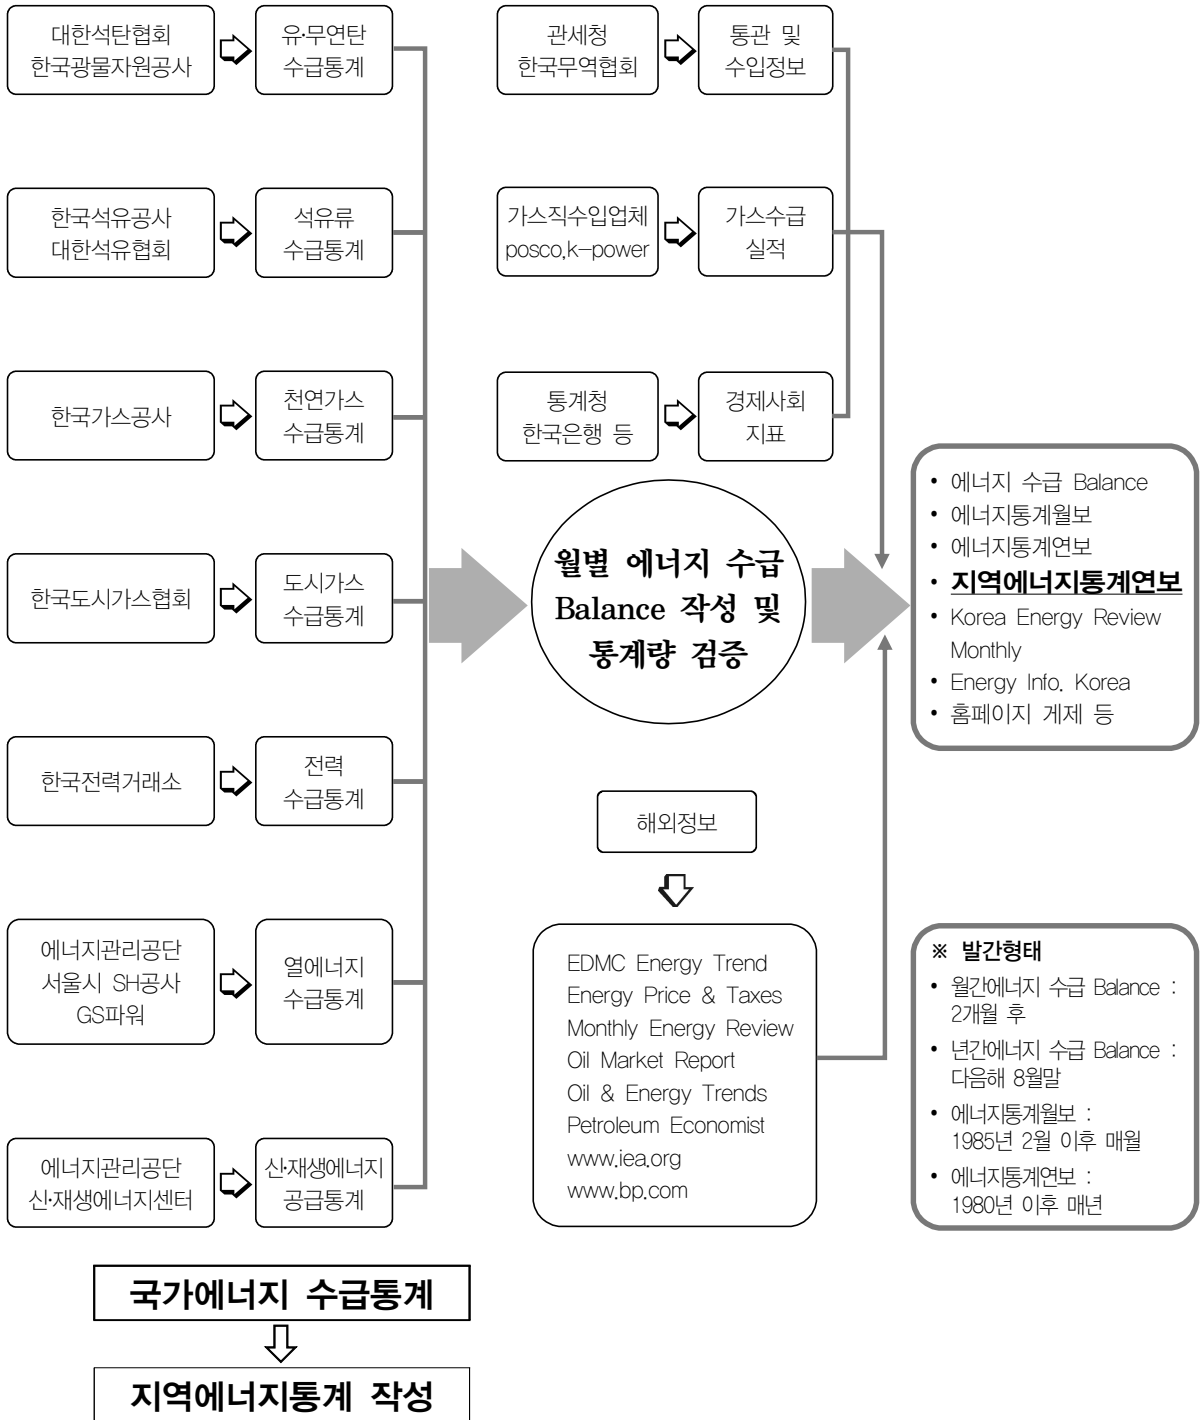 대한석탄협회
한국광물자원공사
유·무연탄
수급통계
한국석유공사
대한석유협회
석유류
수급통계
한국가스공사
천연가스
수급통계
한국도시가스협회
도시가스
수급통계
한국전력거래소
전력
수급통계
에너지관리공단
서울시 SH공사
GS파워
열에너지
수급통계
에너지관리공단
신·재생에너지센터
신·재생에너지
공급통계
관세청
한국무역협회
통관 및
수입정보
가스직수입업체
posco,k-power
가스수급
실적
통계청
한국은행 등
경제사회
지표
월별 에너지 수급
Balance 작성 및
통계량 검증
해외정보
EDMC Energy Trend
Energy Price & Taxes
Monthly Energy Review
Oil Market Report
Oil & Energy Trends
Petroleum Economist
www.iea.org
www.bp.com
• 에너지 수급 Balance
• 에너지통계월보
• 에너지통계연보
• 지역에너지통계연보
• Korea Energy Review
Monthly
• Energy Info. Korea
• 홈페이지 게제 등
※ 발간형태
• 월간에너지 수급 Balance :
2개월 후
• 년간에너지 수급 Balance :
다음해 8월말
• 에너지통계월보 :
1985년 2월 이후 매월
• 에너지통계연보 :
1980년 이후 매년
국가에너지 수급통계
지역에너지통계 작성